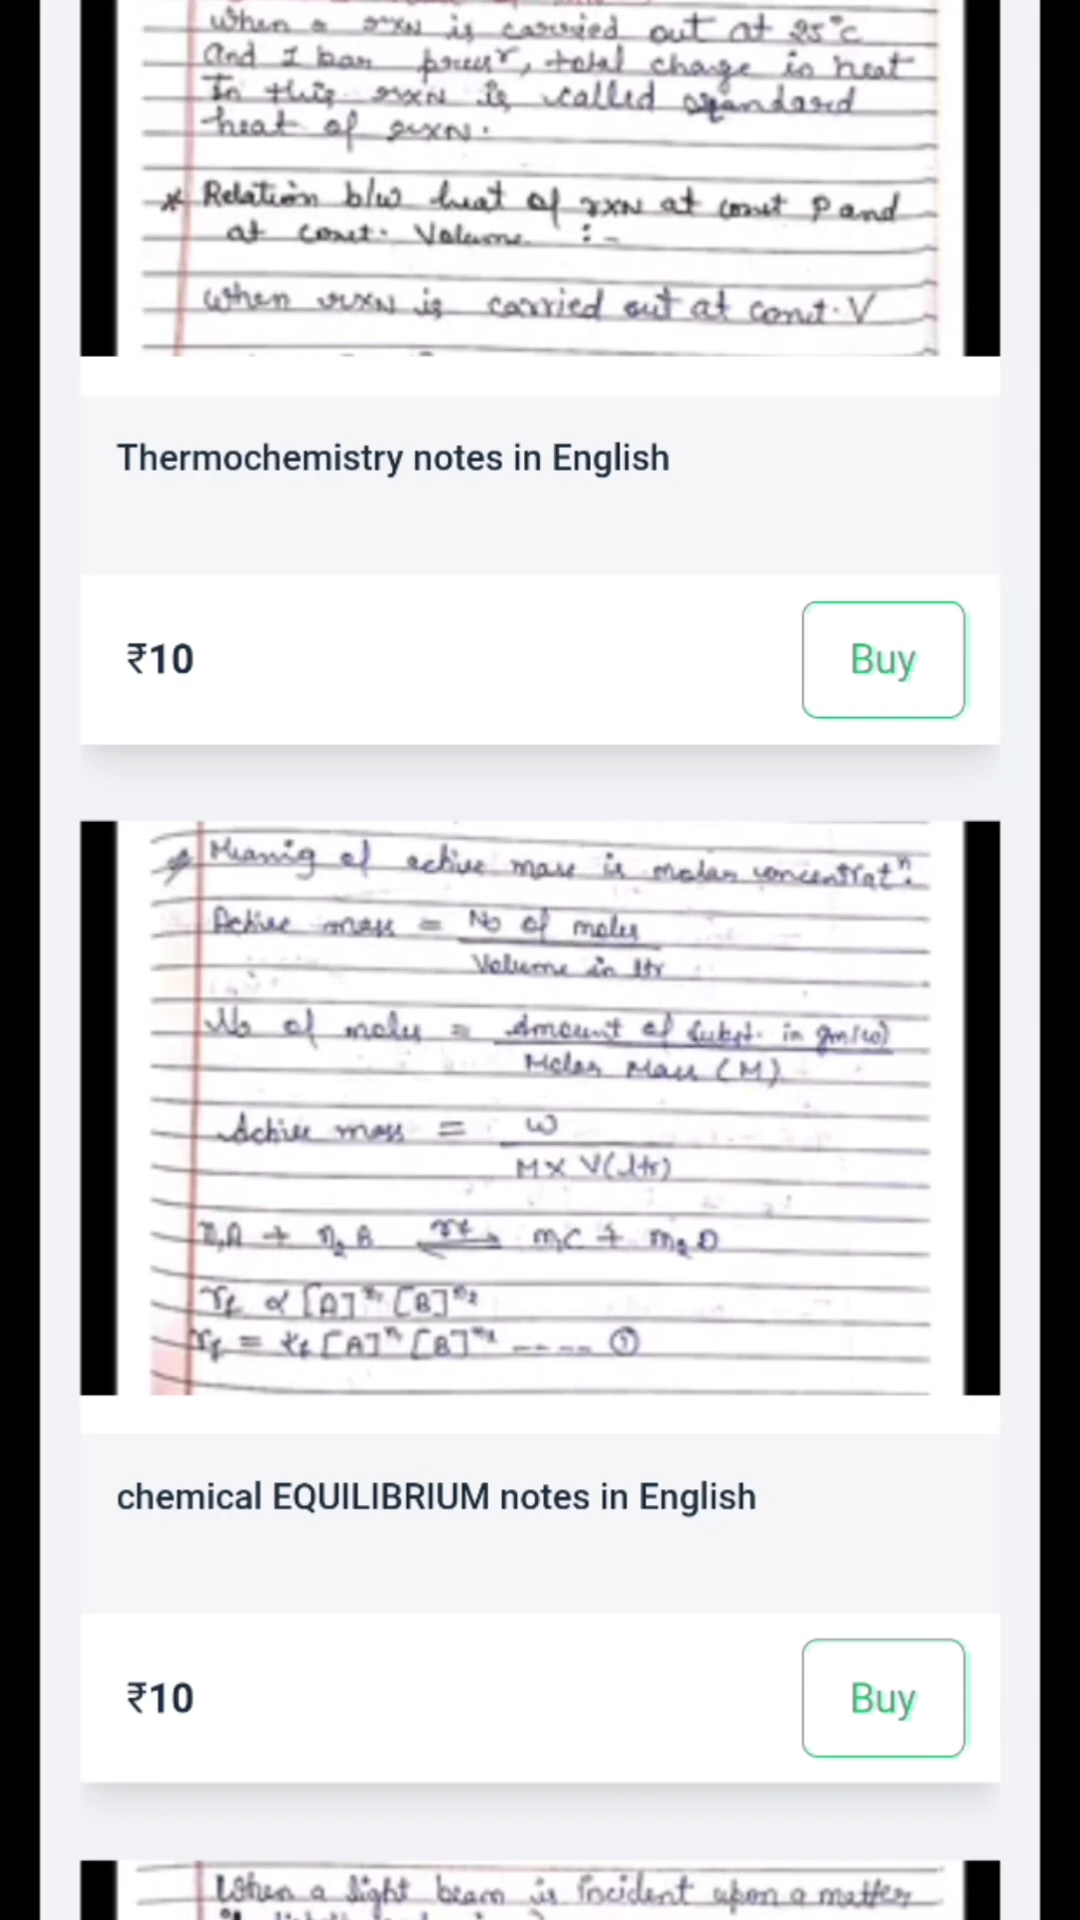 when a rxn is carried out at 25°C
and 1 bar presurr, total change in heat
In this rxn is called standard
heat of rxn.
* Relation b/w heat of rxn at const P and
at const. Volume :-
when rxn is carried out at const. V
Thermochemistry notes in English
₹10
Buy
* Meanig of active mass is molar concentratⁿ.
Active mass = No of moles
Volume in ltr
No of moles = Amount of subst. in gm(w)
Molar Mass (M)
Active mass = w
M X V(ltr)
n₁A + n₂B ⇌ m₁C + m₂D
rf ∝ [A]ⁿ¹ [B]ⁿ²
rf = Kf [A]ⁿ¹ [B]ⁿ² ---- ①
chemical EQUILIBRIUM notes in English
₹10
Buy
When a light beam is incident upon a matter